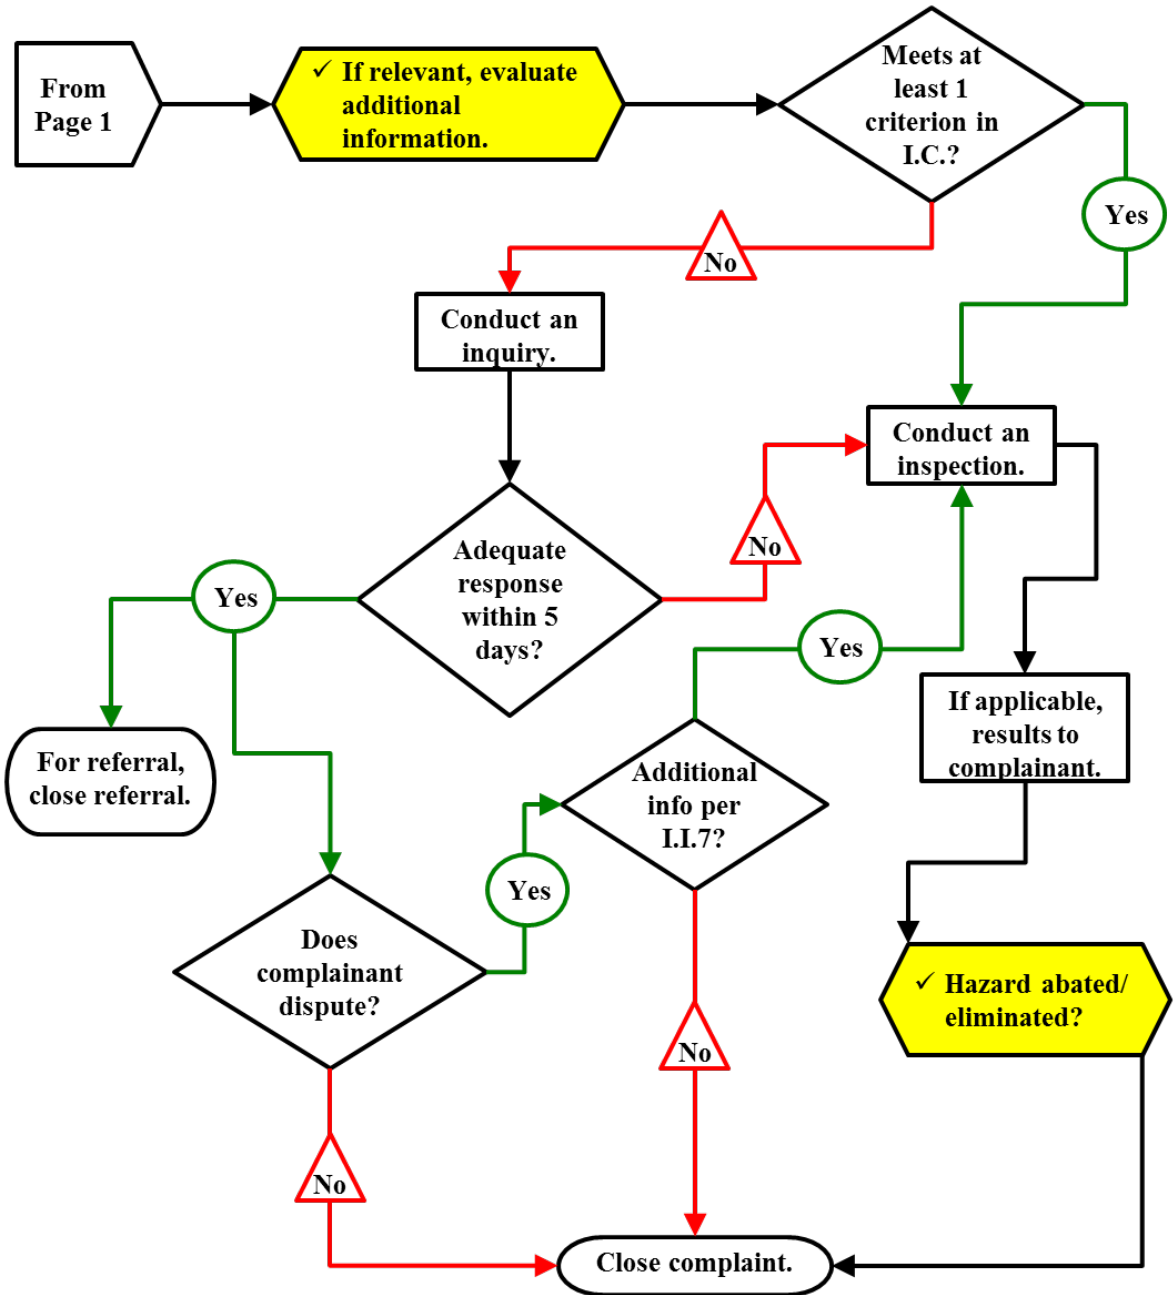 From
Page 1
✓ If relevant, evaluate
additional
information.
Meets at
least 1
criterion in
I.C.?
Yes
No
Conduct an
inquiry.
Conduct an
inspection.
Adequate
response
within 5
days?
No
Yes
Yes
For referral,
close referral.
Additional
info per
I.I.7?
If applicable,
results to
complainant.
Yes
Does
complainant
dispute?
✓ Hazard abated/
eliminated?
No
No
Close complaint.